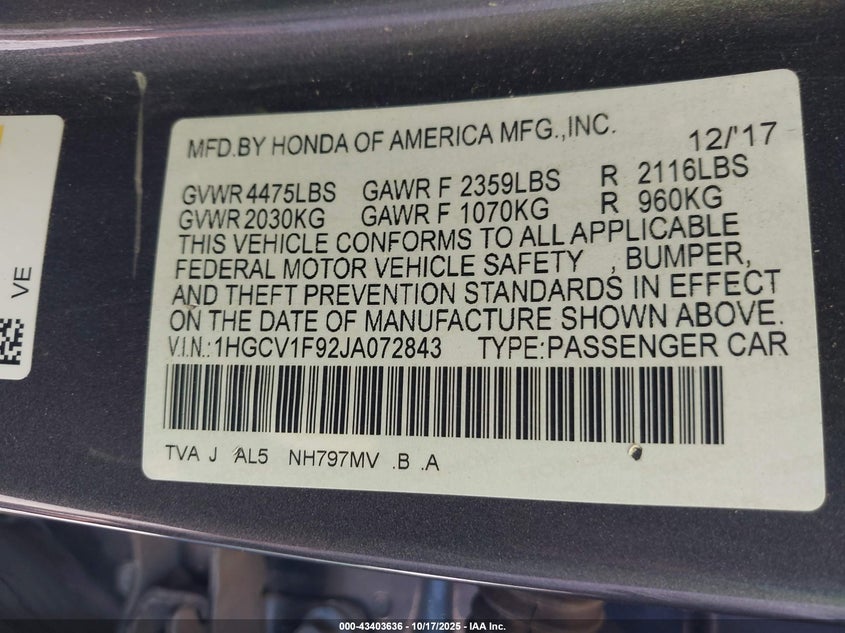 MFD.BY HONDA OF AMERICA MFG.,INC. 12/'17
GVWR 4475LBS GAWR F 2359LBS R 2116LBS
GVWR 2030KG GAWR F 1070KG R 960KG
THIS VEHICLE CONFORMS TO ALL APPLICABLE
FEDERAL MOTOR VEHICLE SAFETY , BUMPER,
AND THEFT PREVENTION STANDARDS IN EFFECT
ON THE DATE OF MANUFACTURE SHOWN ABOVE.
V.I.N.:1HGCV1F92JA072843 TYPE:PASSENGER CAR
TVA J AL5 NH797MV .B .A
VE
000-43403636 - 10/17/2025 - IAA Inc.